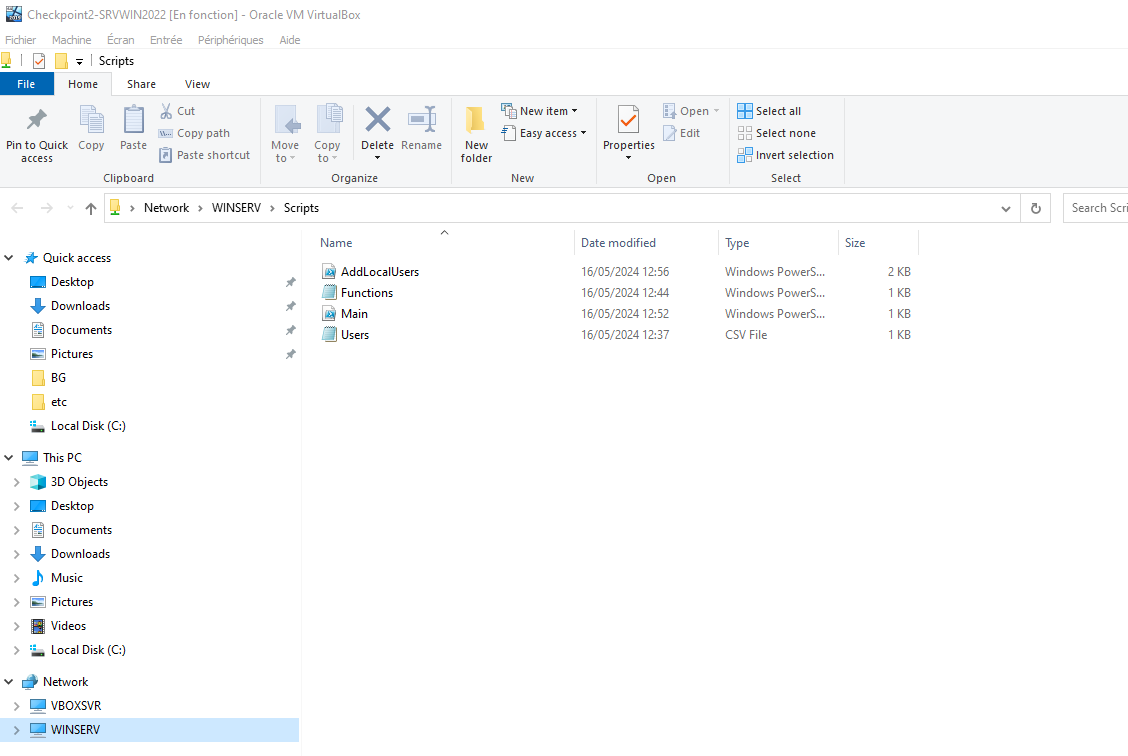 Checkpoint2-SRVWIN2022 [En fonction] - Oracle VM VirtualBox
Fichier Machine Écran Entrée Périphériques Aide
Scripts
File Home Share View
Pin to Quick access
Copy
Paste
Cut
Copy path
Paste shortcut
Clipboard
Move to
Copy to
Delete
Rename
Organize
New folder
New item
Easy access
New
Properties
Open
Edit
Open
Select all
Select none
Invert selection
Select
Network > WINSERV > Scripts
Search Scri
Quick access
Desktop
Downloads
Documents
Pictures
BG
etc
Local Disk (C:)
This PC
3D Objects
Desktop
Documents
Downloads
Music
Pictures
Videos
Local Disk (C:)
Network
VBOXSVR
WINSERV
Name Date modified Type Size
AddLocalUsers 16/05/2024 12:56 Windows PowerS... 2 KB
Functions 16/05/2024 12:44 Windows PowerS... 1 KB
Main 16/05/2024 12:52 Windows PowerS... 1 KB
Users 16/05/2024 12:37 CSV File 1 KB